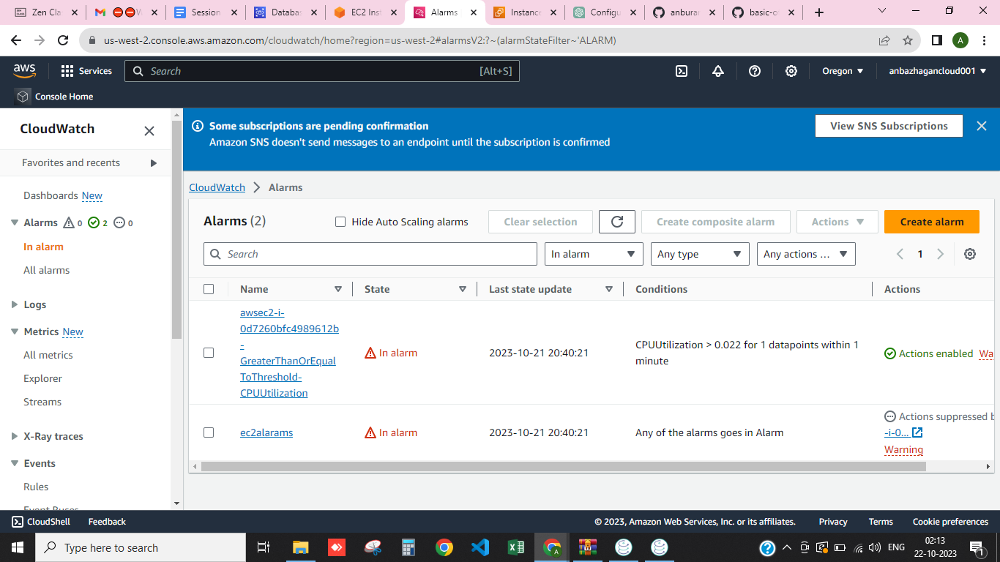 Zen Cla
W
Session
Databas
EC2 Inst
Alarms
Instance
Configu
anburan
basic-o
us-west-2.console.aws.amazon.com/cloudwatch/home?region=us-west-2#alarmsV2:?~(alarmStateFilter~'ALARM)
A
aws
Services
Search
[Alt+S]
Oregon
anbazhagancloud001
Console Home
CloudWatch
Favorites and recents
Dashboards New
Alarms 0 2 0
In alarm
All alarms
Logs
Metrics New
All metrics
Explorer
Streams
X-Ray traces
Events
Rules
Event Buses
Some subscriptions are pending confirmation
Amazon SNS doesn't send messages to an endpoint until the subscription is confirmed
View SNS Subscriptions
CloudWatch
Alarms
Alarms (2)
Hide Auto Scaling alarms
Clear selection
Create composite alarm
Actions
Create alarm
Search
In alarm
Any type
Any actions ...
1
Name
State
Last state update
Conditions
Actions
awsec2-i-
0d7260bfc4989612b
-
GreaterThanOrEqual
ToThreshold-
CPUUtilization
In alarm
2023-10-21 20:40:21
CPUUtilization > 0.022 for 1 datapoints within 1
minute
Actions enabled Wa
ec2alarams
In alarm
2023-10-21 20:40:21
Any of the alarms goes in Alarm
Actions suppressed b
-i-0...
Warning
CloudShell
Feedback
© 2023, Amazon Web Services, Inc. or its affiliates.
Privacy
Terms
Cookie preferences
Type here to search
ENG
02:13
22-10-2023
1